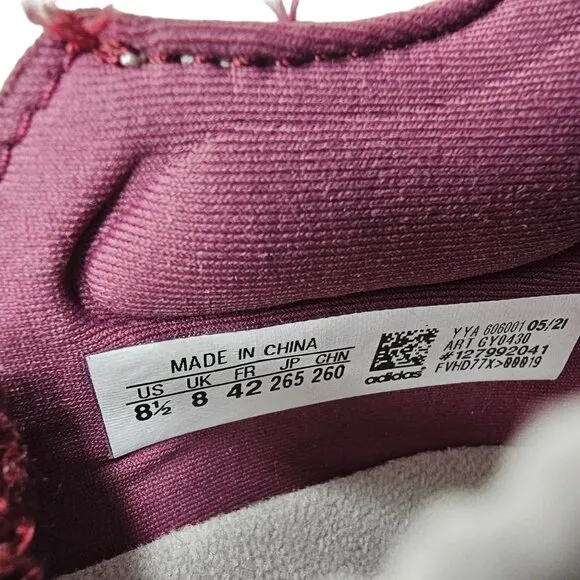 MADE IN CHINA
US UK FR JP CHN
8½ 8 42 265 260
adidas
YYA 606001 05/21
ART GY0430
#127992041
FVHD77X>00019